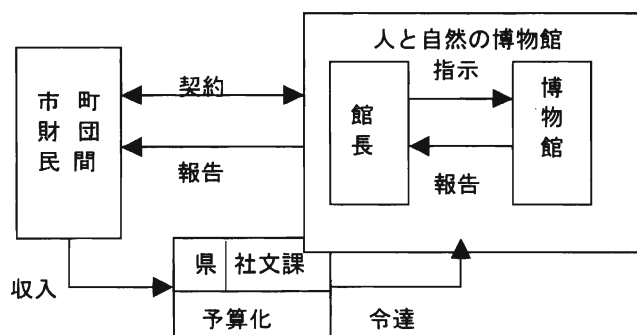 人と自然の博物館
市 町
財 団
民 間
契約
報告
館長
指示
報告
博物館
収入
県 社文課
予算化
令達